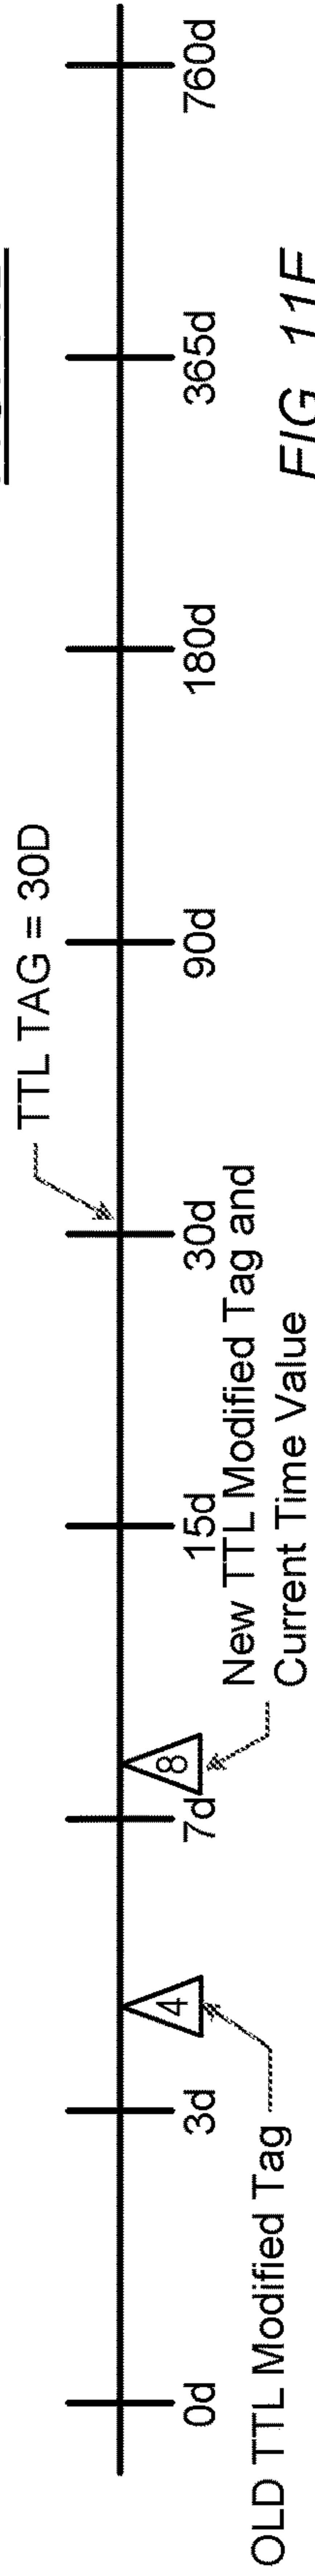 TTL TAG = 30D
0d
3d
7d
15d
30d
90d
180d
365d
760d
4
8
OLD TTL Modified Tag
New TTL Modified Tag and
Current Time Value
FIG. 11F